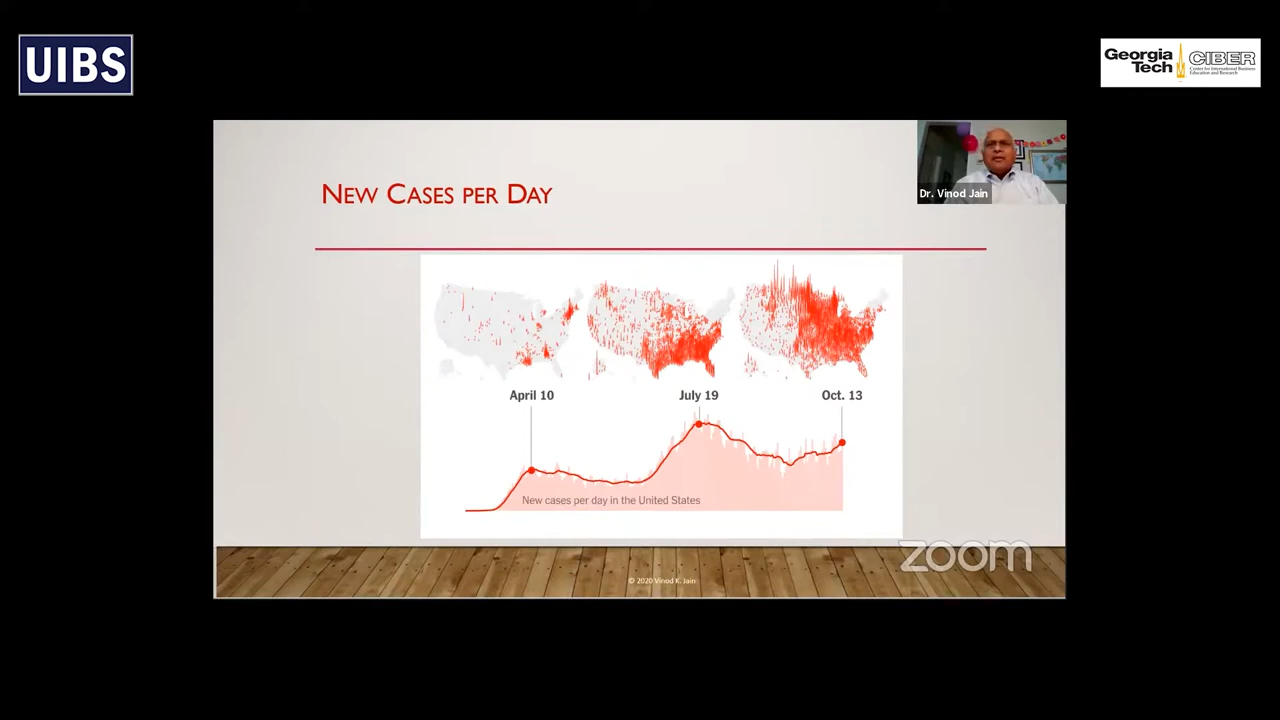 UIBS
Georgia Tech
CIBER
Center for International Business Education and Research
Dr. Vinod Jain
New Cases per Day
April 10
July 19
Oct. 13
New cases per day in the United States
zoom
© 2020 Vinod K. Jain